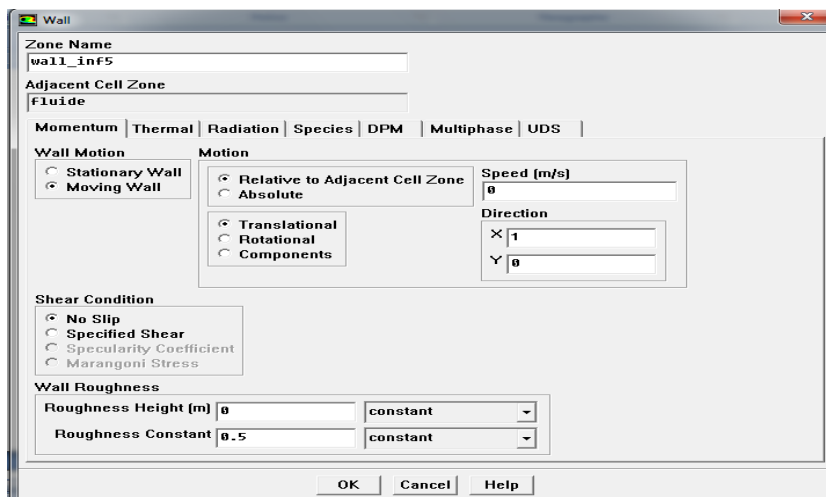 Wall
Zone Name
wall_inf5
Adjacent Cell Zone
fluide
Momentum Thermal Radiation Species DPM Multiphase UDS
Wall Motion Motion
Stationary Wall
Moving Wall
Relative to Adjacent Cell Zone
Absolute
Speed (m/s)
0
Translational
Rotational
Components
Direction
X 1
Y 0
Shear Condition
No Slip
Specified Shear
Specularity Coefficient
Marangoni Stress
Wall Roughness
Roughness Height (m) 0 constant
Roughness Constant 0.5 constant
OK Cancel Help